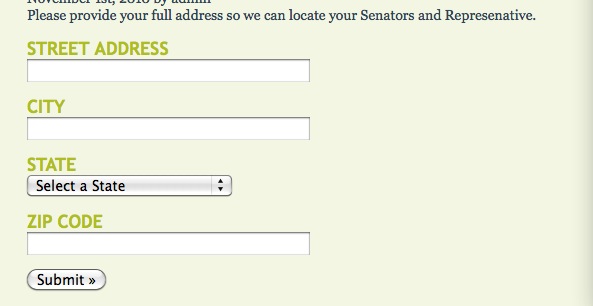 November 1st, 2010 by admin
Please provide your full address so we can locate your Senators and Represenative.
STREET ADDRESS
CITY
STATE
Select a State
ZIP CODE
Submit »